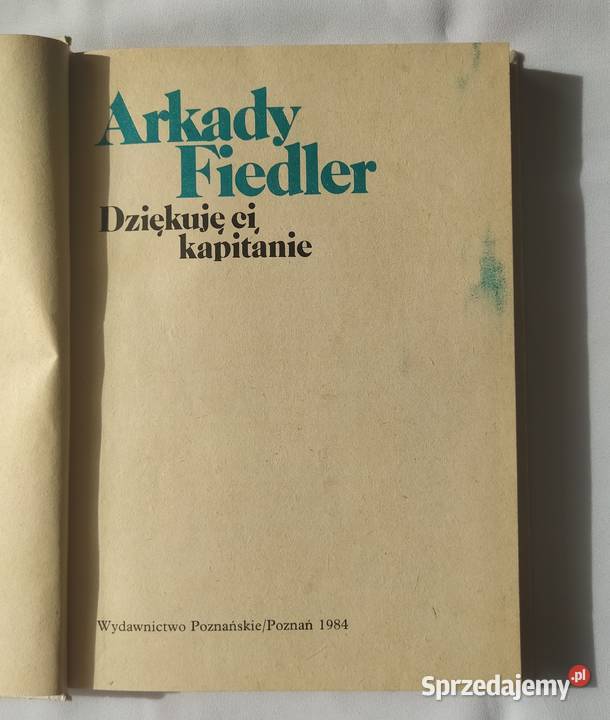 Arkady
Fiedler
Dziękuję ci,
kapitanie
Wydawnictwo Poznańskie/Poznań 1984
Sprzedajemy.pl